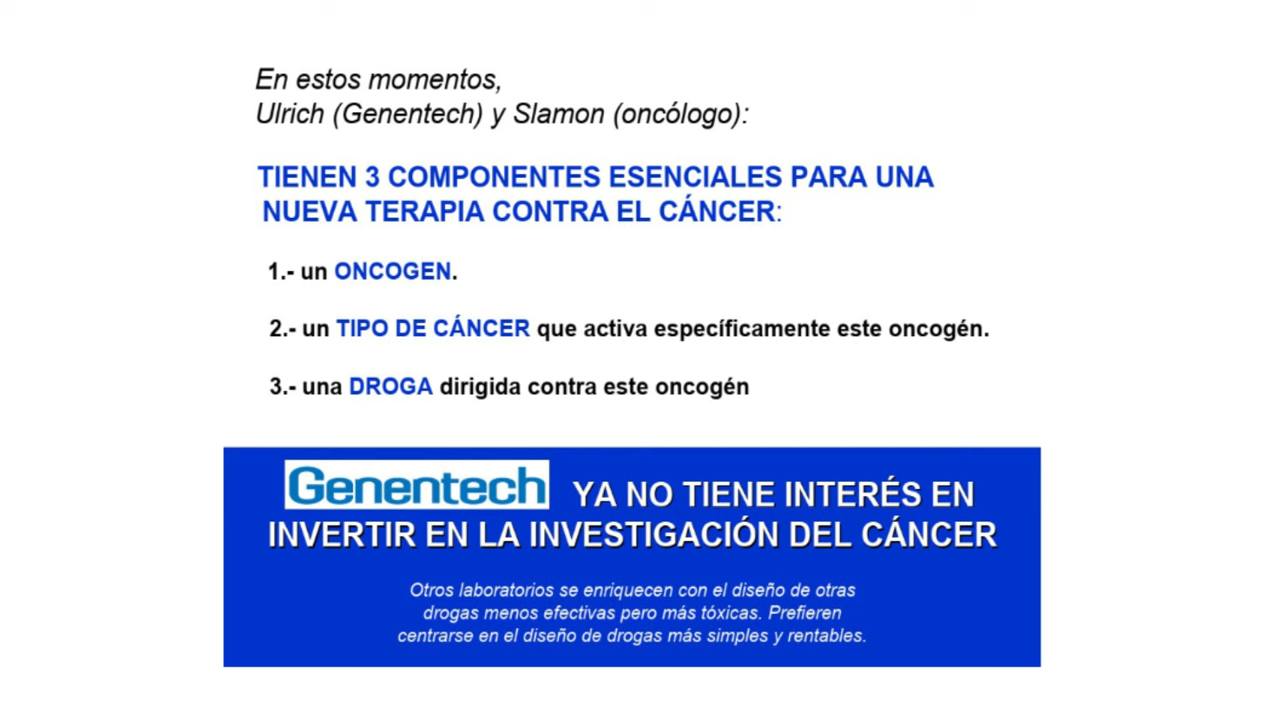 En estos momentos,
Ulrich (Genentech) y Slamon (oncólogo):
TIENEN 3 COMPONENTES ESENCIALES PARA UNA
NUEVA TERAPIA CONTRA EL CÁNCER:
1.- un ONCOGEN.
2.- un TIPO DE CÁNCER que activa específicamente este oncogén.
3.- una DROGA dirigida contra este oncogén
Genentech YA NO TIENE INTERÉS EN
INVERTIR EN LA INVESTIGACIÓN DEL CÁNCER
Otros laboratorios se enriquecen con el diseño de otras
drogas menos efectivas pero más tóxicas. Prefieren
centrarse en el diseño de drogas más simples y rentables.